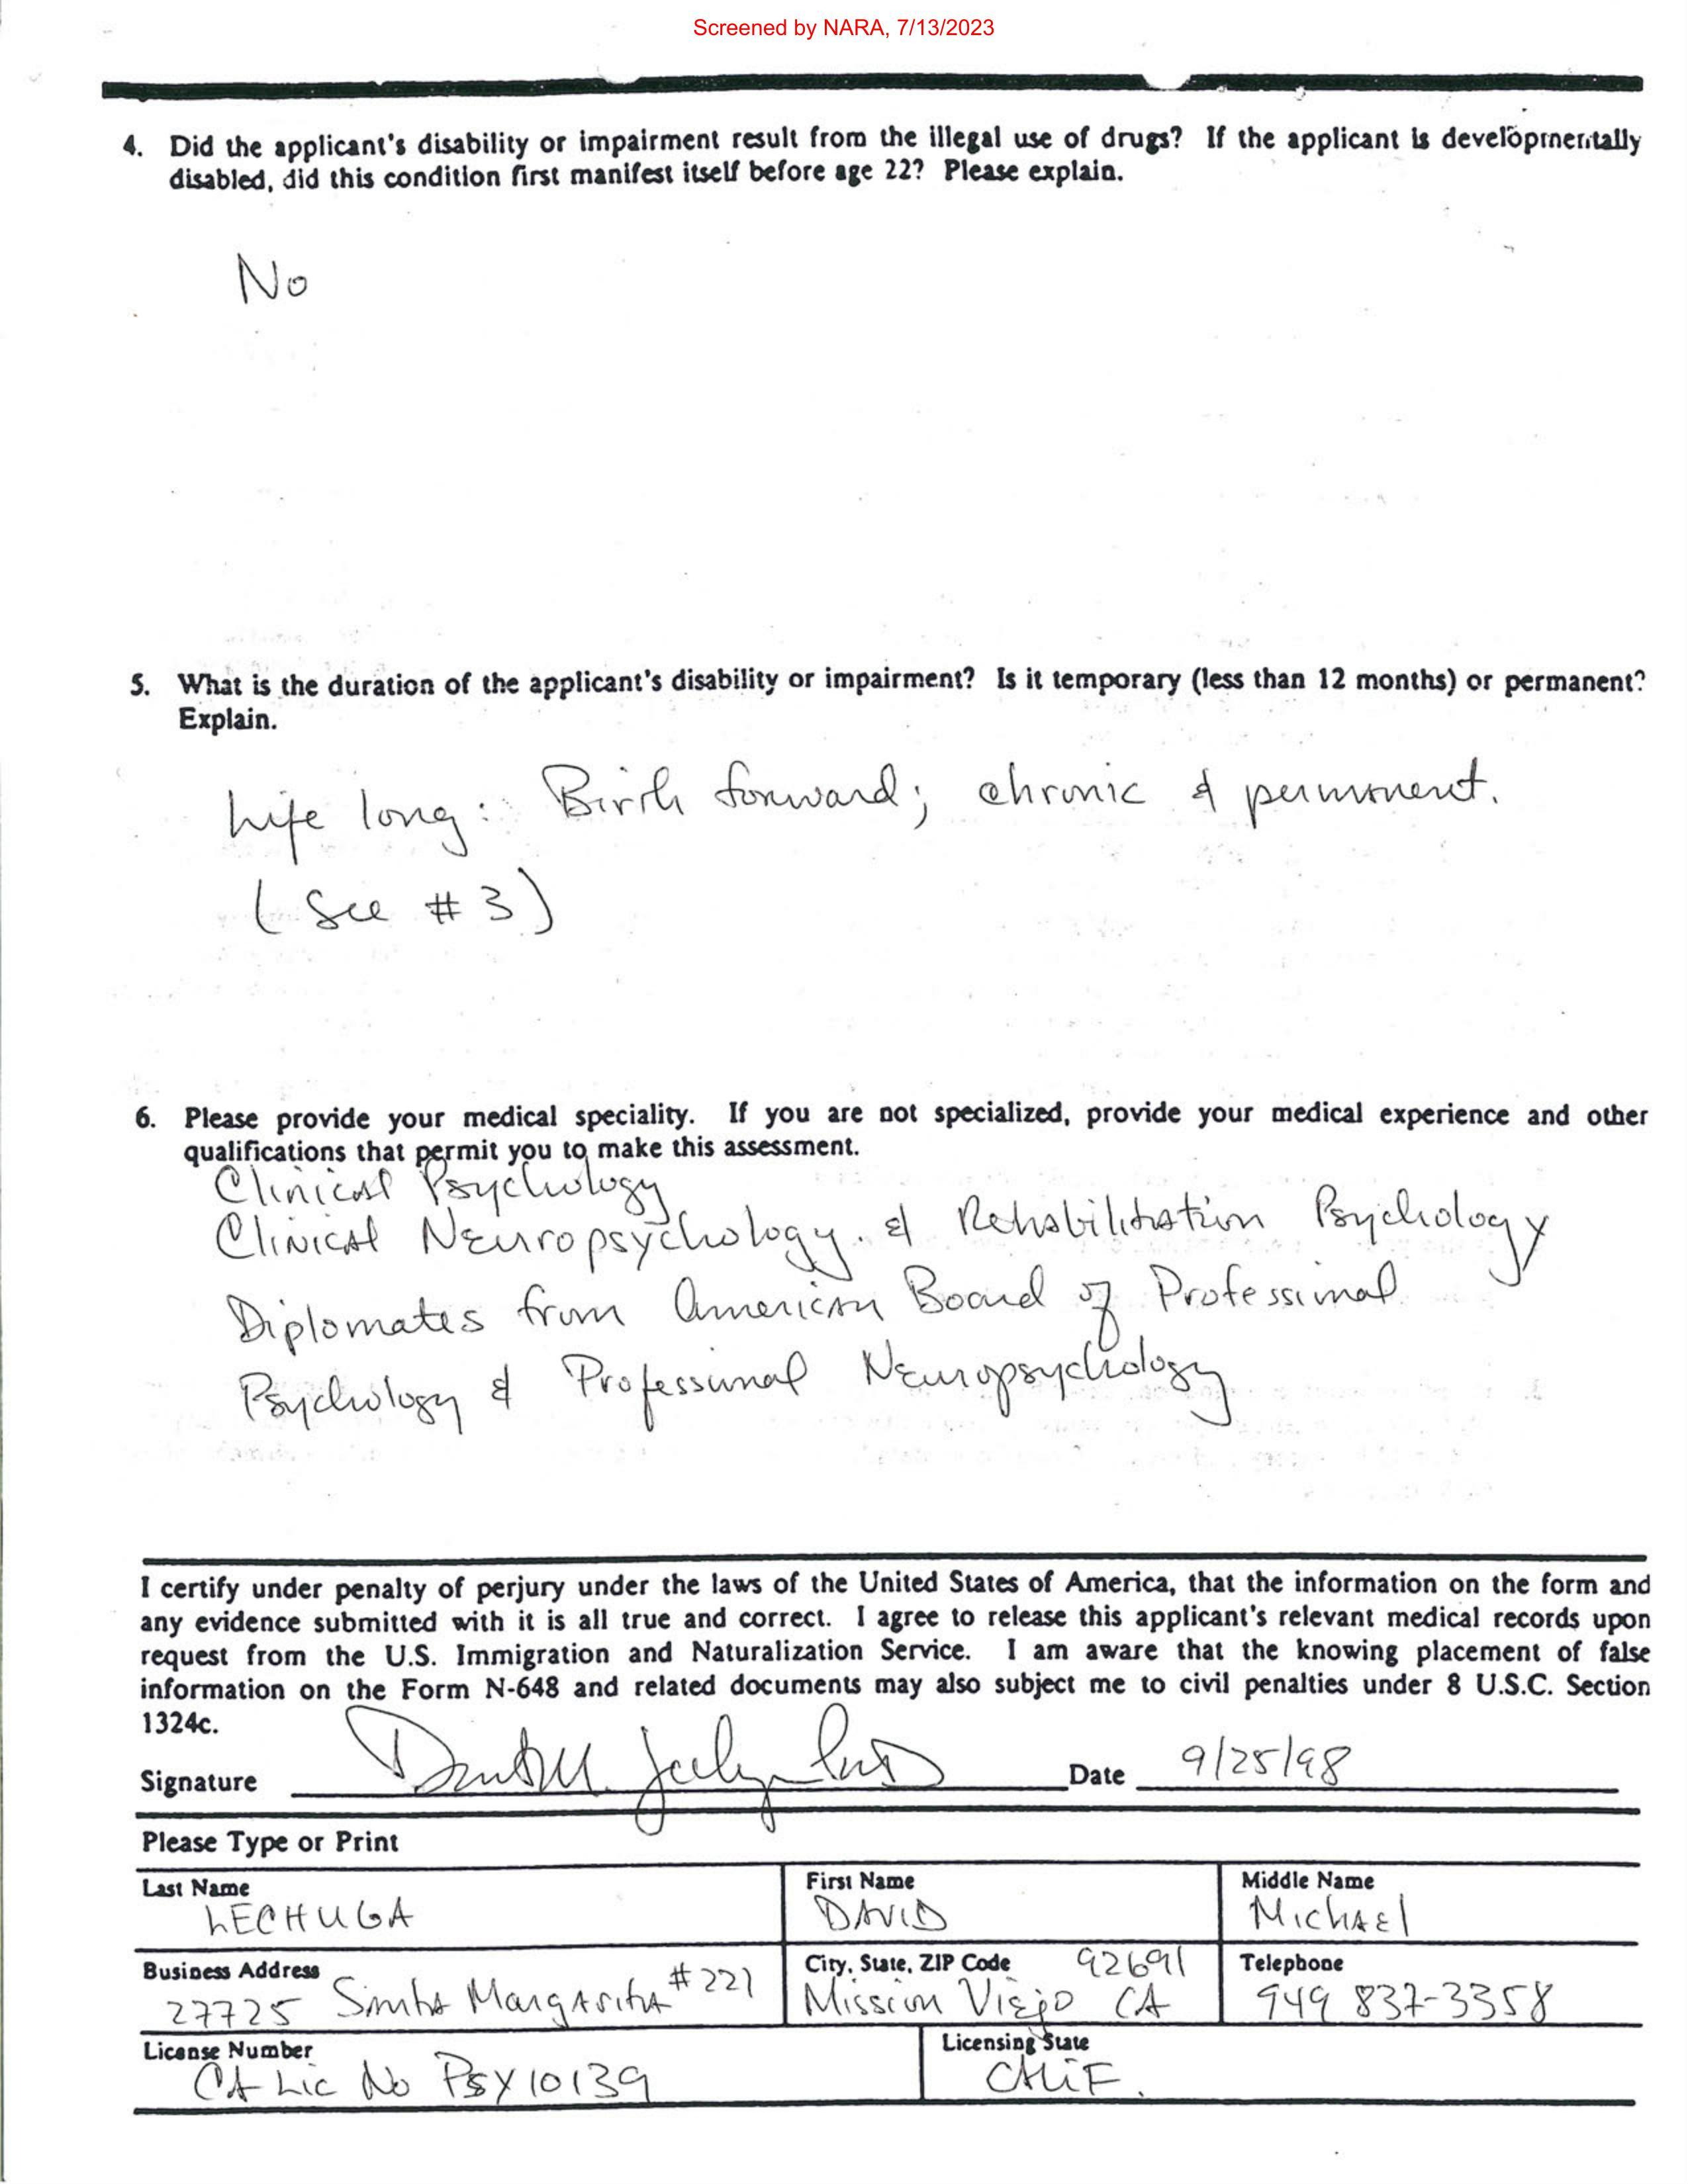 Screened by NARA, 7/13/2023
4. Did the applicant's disability or impairment result from the illegal use of drugs? If the applicant is developmentally
disabled, did this condition first manifest itself before age 22? Please explain.
No
5. What is the duration of the applicant's disability or impairment? Is it temporary (less than 12 months) or permanent?
Explain.
Life long: Birth forward; chronic & permanent.
(See #3)
6. Please provide your medical speciality. If you are not specialized, provide your medical experience and other
qualifications that permit you to make this assessment.
Clinical Psychology
Clinical Neuropsychology & Rehabilitation Psychology
Diplomates from American Board of Professional
Psychology & Professional Neuropsychology
I certify under penalty of perjury under the laws of the United States of America, that the information on the form and
any evidence submitted with it is all true and correct. I agree to release this applicant's relevant medical records upon
request from the U.S. Immigration and Naturalization Service. I am aware that the knowing placement of false
information on the Form N-648 and related documents may also subject me to civil penalties under 8 U.S.C. Section
1324c.
Signature Date 9/25/98
Please Type or Print
Last Name First Name Middle Name
LECHUGA DAVID Michael
Business Address City, State, ZIP Code 92691 Telephone
27725 Santa Margarita #221 Mission Viejo CA 949 837-3358
License Number Licensing State
CA Lic No PSY10139 CALIF.